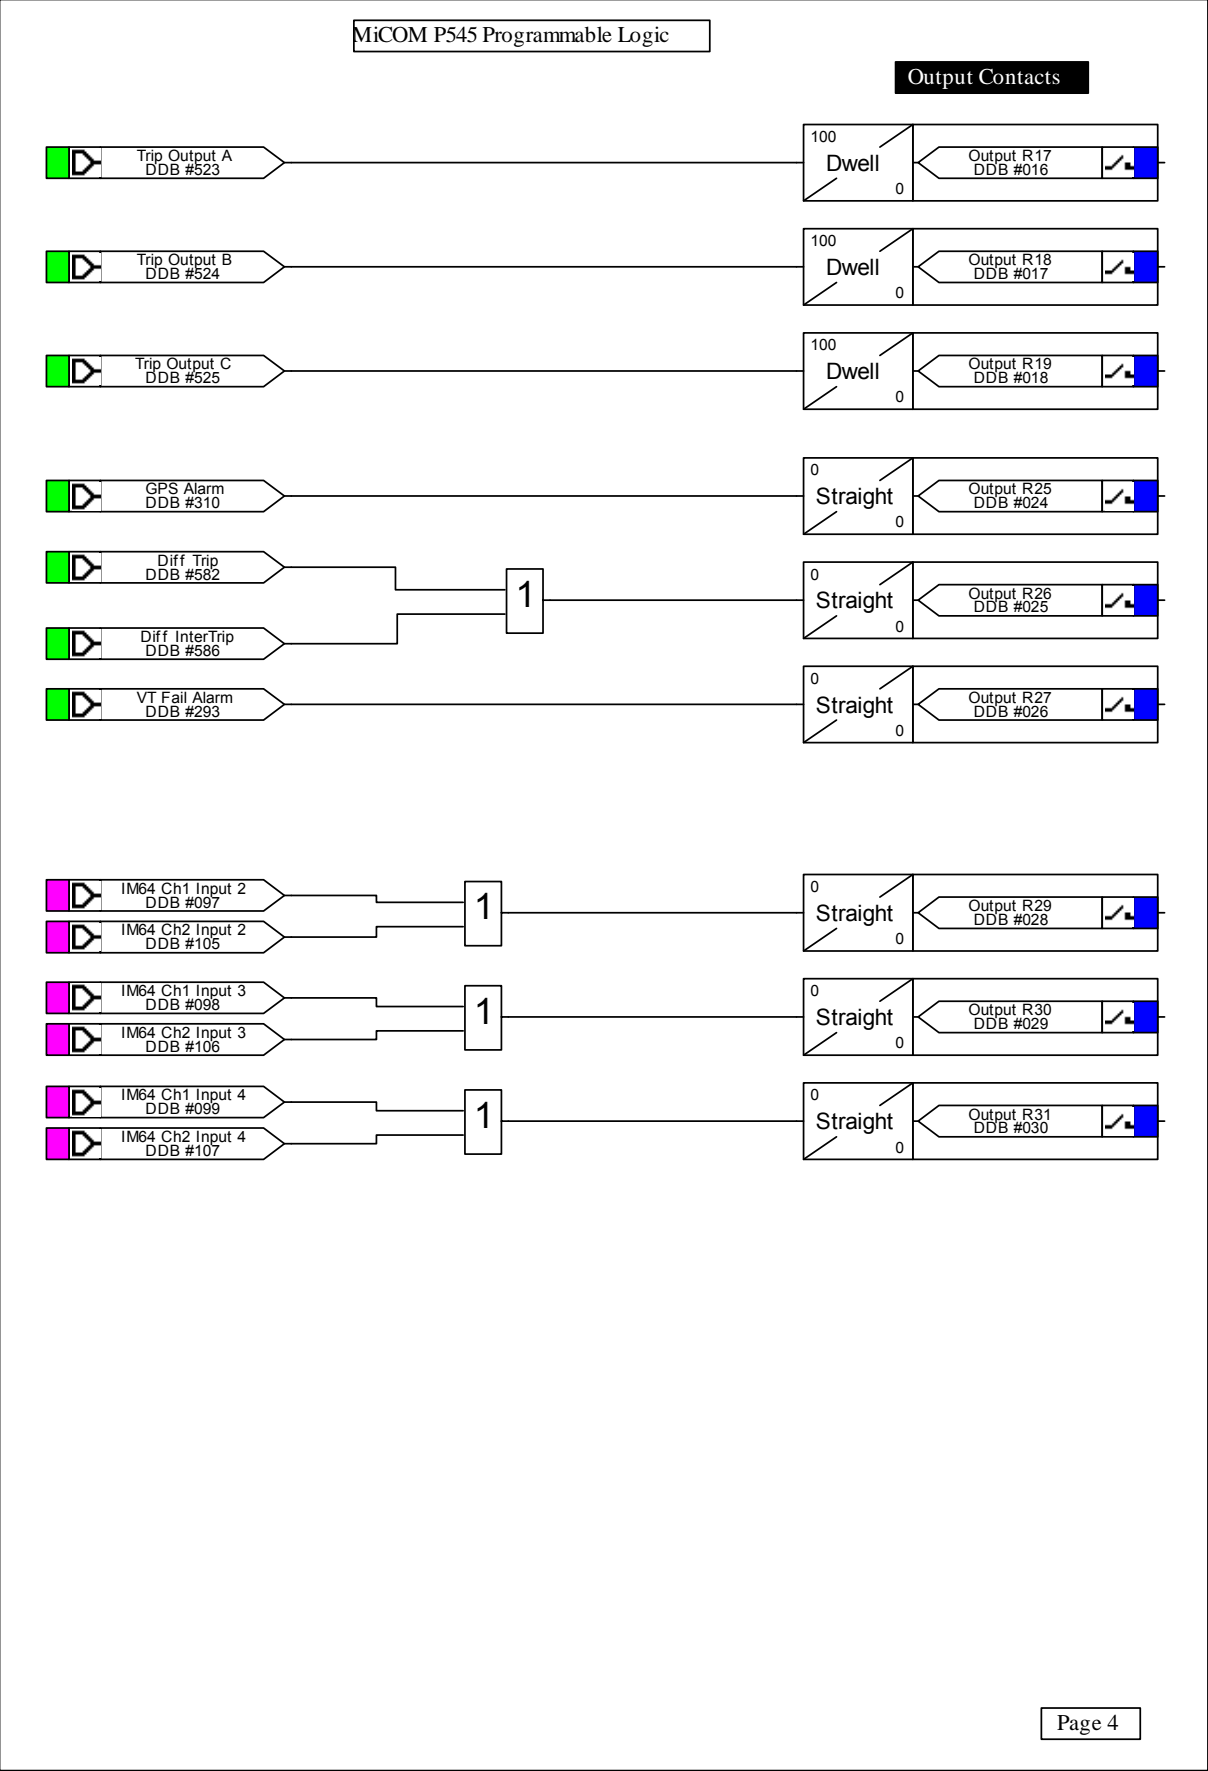 MiCOM P545 Programmable Logic
Output Contacts
Trip Output A
DDB #523
100
Dwell
0
Output R17
DDB #016
Trip Output B
DDB #524
100
Dwell
0
Output R18
DDB #017
Trip Output C
DDB #525
100
Dwell
0
Output R19
DDB #018
GPS Alarm
DDB #310
0
Straight
0
Output R25
DDB #024
Diff Trip
DDB #582
Diff InterTrip
DDB #586
1
0
Straight
0
Output R26
DDB #025
VT Fail Alarm
DDB #293
0
Straight
0
Output R27
DDB #026
IM64 Ch1 Input 2
DDB #097
IM64 Ch2 Input 2
DDB #105
1
0
Straight
0
Output R29
DDB #028
IM64 Ch1 Input 3
DDB #098
IM64 Ch2 Input 3
DDB #106
1
0
Straight
0
Output R30
DDB #029
IM64 Ch1 Input 4
DDB #099
IM64 Ch2 Input 4
DDB #107
1
0
Straight
0
Output R31
DDB #030
Page 4